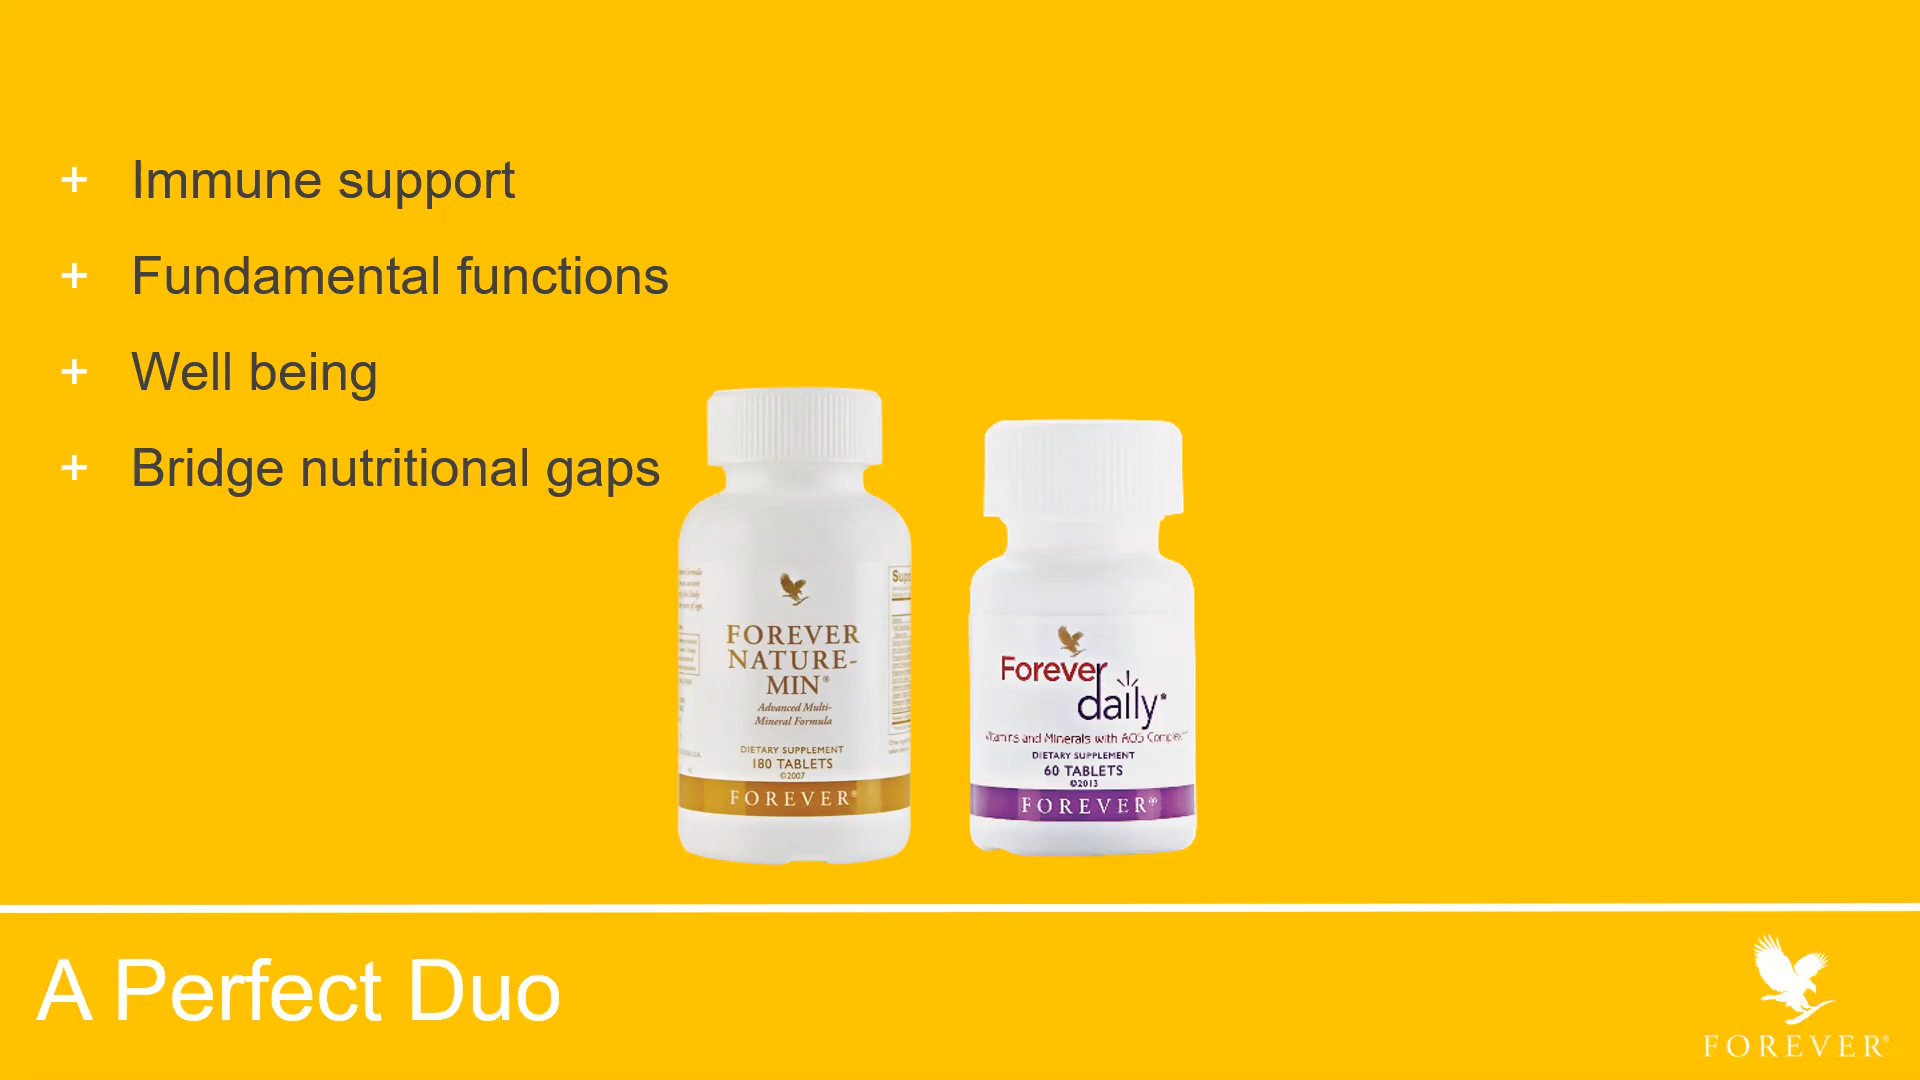 + Immune support
+ Fundamental functions
+ Well being
+ Bridge nutritional gaps
FOREVER
NATURE-
MIN®
Advanced Multi-
Mineral Formula
DIETARY SUPPLEMENT
180 TABLETS
©2007
FOREVER®
Supp
Forever
daily®
Vitamins and Minerals with AOS Complex™
DIETARY SUPPLEMENT
60 TABLETS
©2013
FOREVER®
A Perfect Duo
FOREVER®